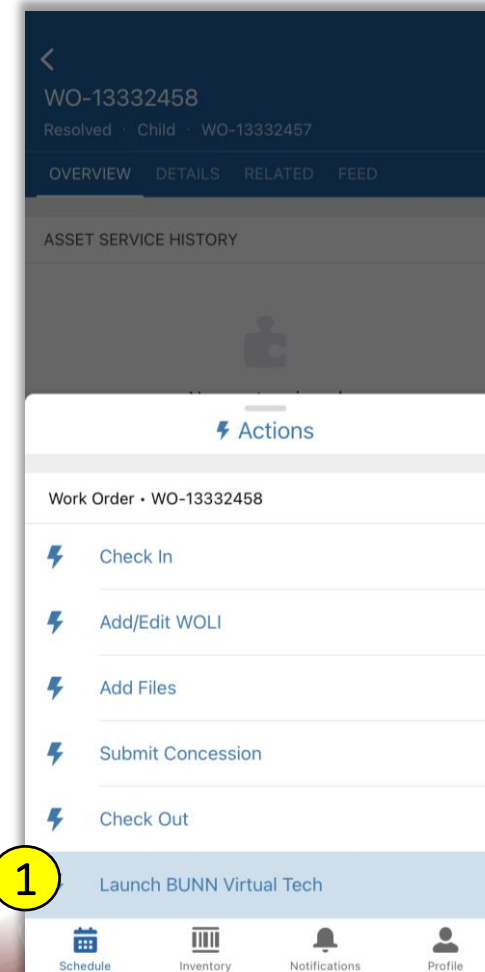 WO-13332458
Resolved · Child · WO-13332457
OVERVIEW DETAILS RELATED FEED
ASSET SERVICE HISTORY
Actions
Work Order • WO-13332458
Check In
Add/Edit WOLI
Add Files
Submit Concession
Check Out
1 Launch BUNN Virtual Tech
Schedule Inventory Notifications Profile